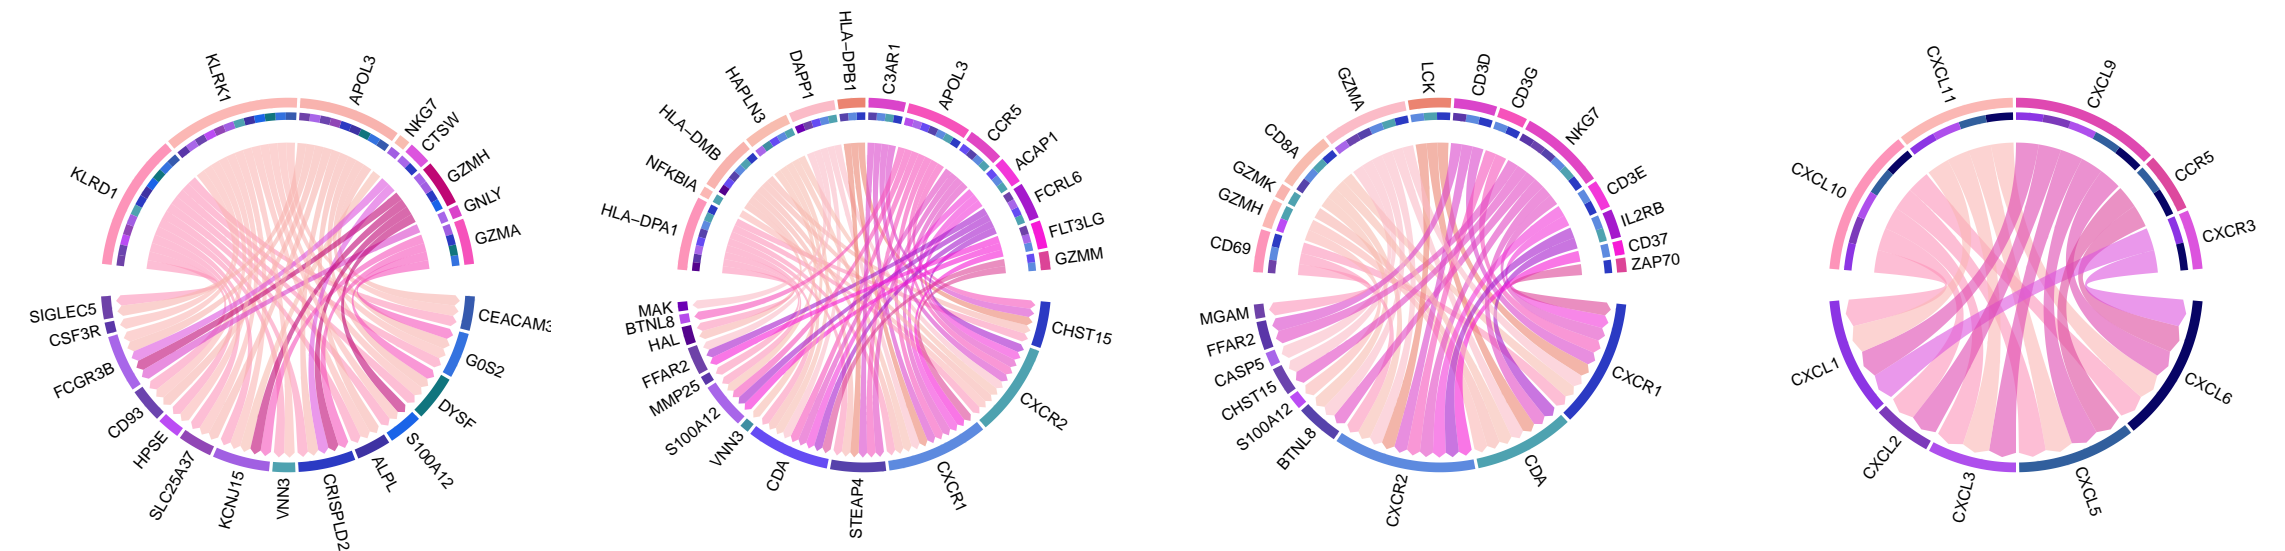 KLRD1
KLRK1
APOL3
NKG7
CTSW
GZMH
GNLY
GZMA
CEACAM3
G0S2
DYSF
S100A12
ALPL
CRISPLD2
VNN3
KCNJ15
SLC25A37
HPSE
CD93
FCGR3B
CSF3R
SIGLEC5
HLA−DPA1
NFKBIA
HLA−DMB
HAPLN3
DAPP1
HLA−DPB1
C3AR1
APOL3
CCR5
ACAP1
FCRL6
FLT3LG
GZMM
CHST15
CXCR2
CXCR1
STEAP4
CDA
VNN3
S100A12
MMP25
FFAR2
HAL
BTNL8
MAK
CD69
GZMH
GZMK
CD8A
GZMA
LCK
CD3D
CD3G
NKG7
CD3E
IL2RB
CD37
ZAP70
CXCR1
CDA
CXCR2
BTNL8
S100A12
CHST15
CASP5
FFAR2
MGAM
CXCL10
CXCL11
CXCL9
CCR5
CXCR3
CXCL6
CXCL5
CXCL3
CXCL2
CXCL1